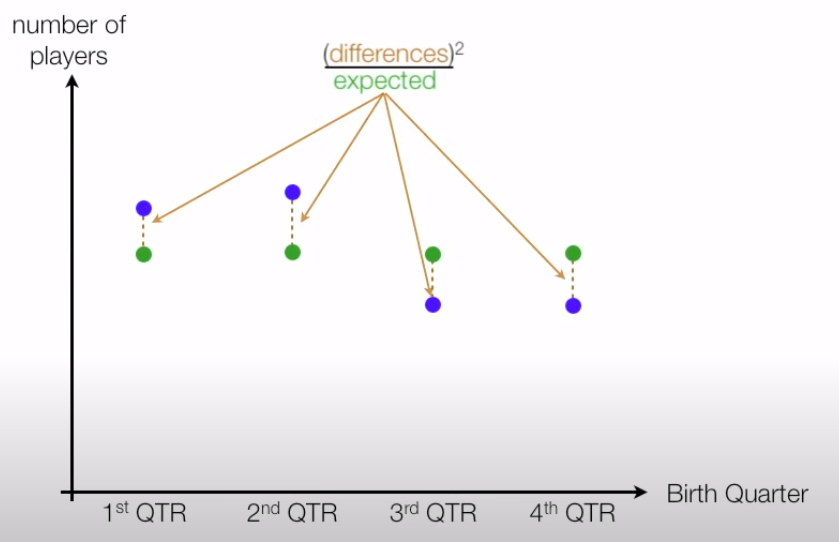 number of
players
(differences)²
expected
1st QTR
2nd QTR
3rd QTR
4th QTR
Birth Quarter